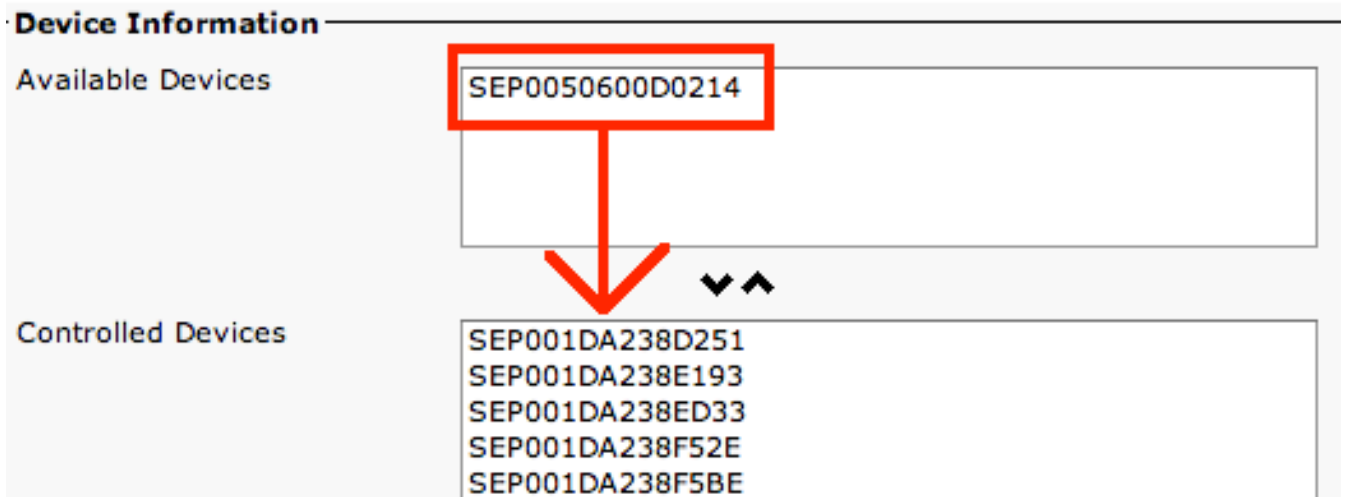 Device Information
Available Devices
SEP0050600D0214
Controlled Devices
SEP001DA238D251
SEP001DA238E193
SEP001DA238ED33
SEP001DA238F52E
SEP001DA238F5BE